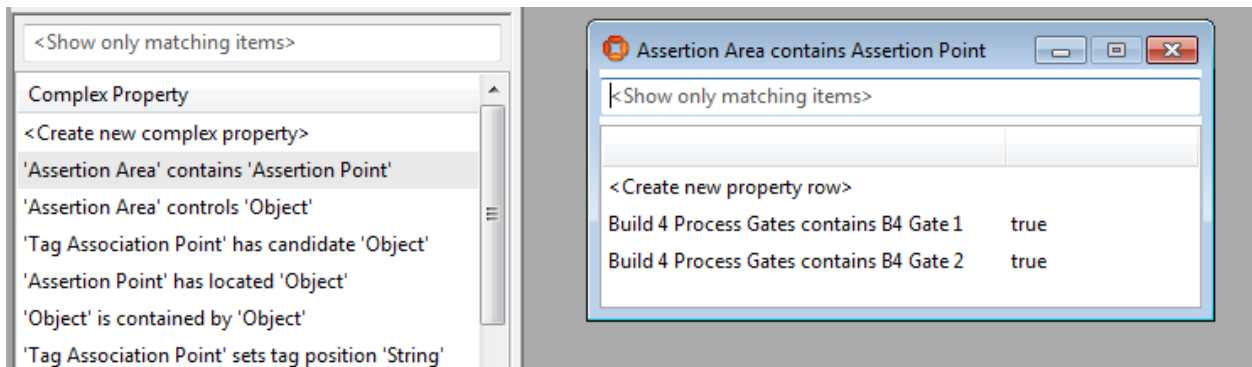 <Show only matching items>
Complex Property
<Create new complex property>
'Assertion Area' contains 'Assertion Point'
'Assertion Area' controls 'Object'
'Tag Association Point' has candidate 'Object'
'Assertion Point' has located 'Object'
'Object' is contained by 'Object'
'Tag Association Point' sets tag position 'String'
Assertion Area contains Assertion Point
<Show only matching items>
<Create new property row>
Build 4 Process Gates contains B4 Gate 1 true
Build 4 Process Gates contains B4 Gate 2 true